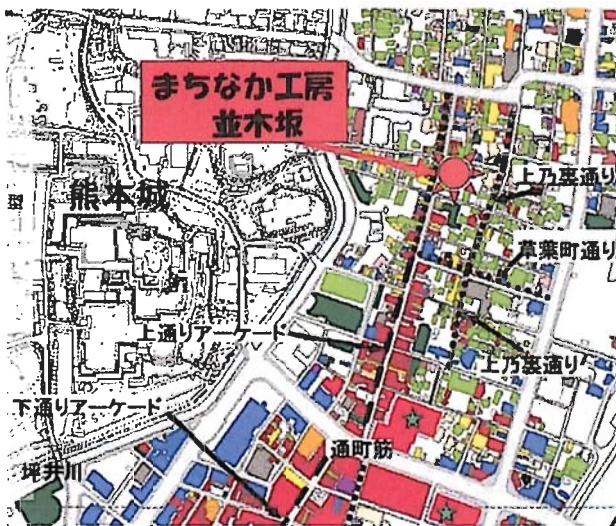 まちなか工房
並木坂
上乃裏通り
熊本城
草葉町通り
上通りアーケード
上乃裏通り
下通りアーケード
通町筋
坪井川